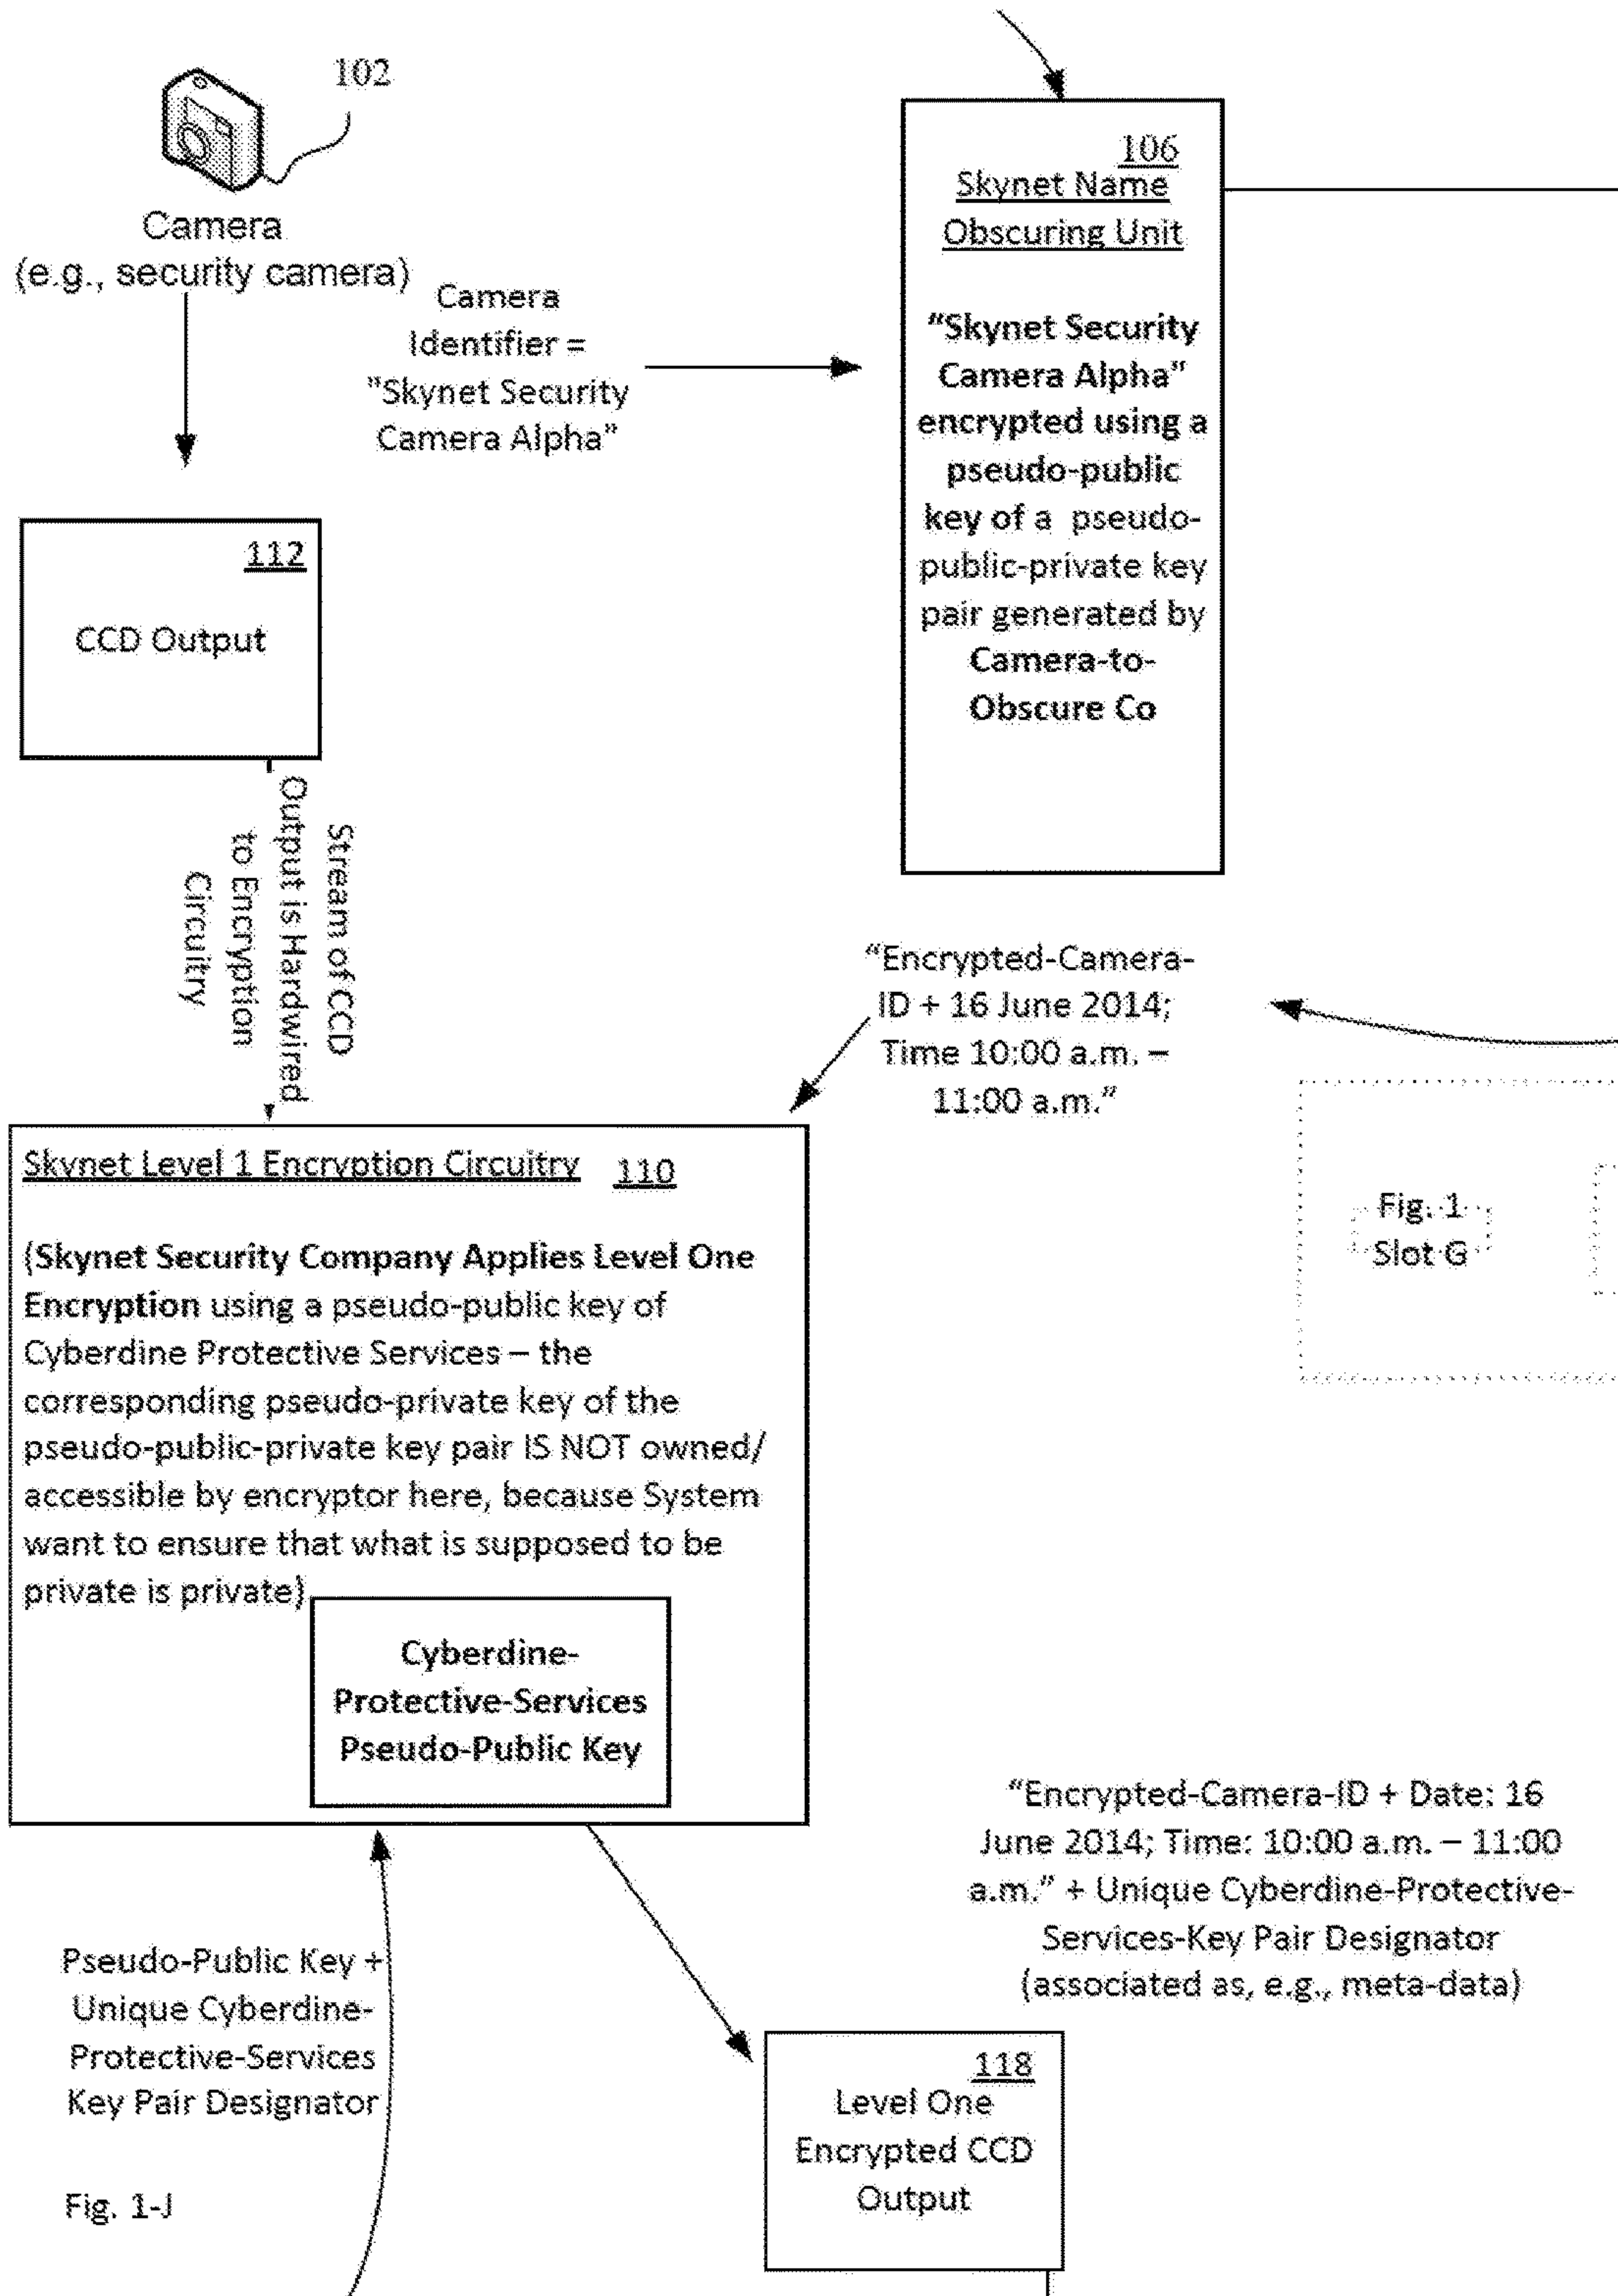 102
Camera
(e.g., security camera)
Camera
Identifier =
"Skynet Security
Camera Alpha"
106
Skynet Name
Obscuring Unit
“Skynet Security
Camera Alpha”
encrypted using a
pseudo-public
key of a pseudo-
public-private key
pair generated by
Camera-to-
Obscure Co
112
CCD Output
Stream of CCD
Output is Hardwired
to Encryption
Circuitry
“Encrypted-Camera-
ID + 16 June 2014;
Time 10:00 a.m. –
11:00 a.m.”
Fig. 1
Slot G
Skynet Level 1 Encryption Circuitry 110
(Skynet Security Company Applies Level One
Encryption using a pseudo-public key of
Cyberdine Protective Services – the
corresponding pseudo-private key of the
pseudo-public-private key pair IS NOT owned/
accessible by encryptor here, because System
want to ensure that what is supposed to be
private is private)
Cyberdine-
Protective-Services
Pseudo-Public Key
“Encrypted-Camera-ID + Date: 16
June 2014; Time: 10:00 a.m. – 11:00
a.m.” + Unique Cyberdine-Protective-
Services-Key Pair Designator
(associated as, e.g., meta-data)
Pseudo-Public Key +
Unique Cyberdine-
Protective-Services
Key Pair Designator
118
Level One
Encrypted CCD
Output
Fig. 1-J